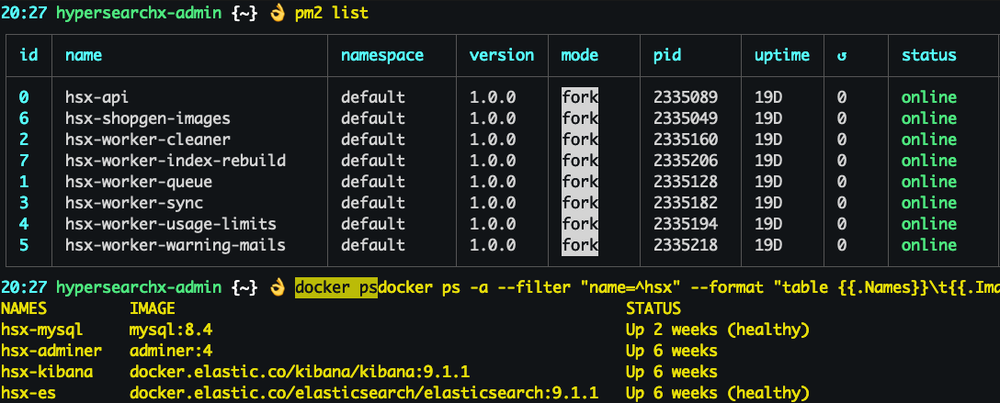 20:27 hypersearchx-admin {~} 👌 pm2 list
id name namespace version mode pid uptime ↺ status
0 hsx-api default 1.0.0 fork 2335089 19D 0 online
6 hsx-shopgen-images default 1.0.0 fork 2335049 19D 0 online
2 hsx-worker-cleaner default 1.0.0 fork 2335160 19D 0 online
7 hsx-worker-index-rebuild default 1.0.0 fork 2335206 19D 0 online
1 hsx-worker-queue default 1.0.0 fork 2335128 19D 0 online
3 hsx-worker-sync default 1.0.0 fork 2335182 19D 0 online
4 hsx-worker-usage-limits default 1.0.0 fork 2335194 19D 0 online
5 hsx-worker-warning-mails default 1.0.0 fork 2335218 19D 0 online
20:27 hypersearchx-admin {~} 👌 docker psdocker ps -a --filter "name=^hsx" --format "table {{.Names}}\t{{.Ima
NAMES IMAGE STATUS
hsx-mysql mysql:8.4 Up 2 weeks (healthy)
hsx-adminer adminer:4 Up 6 weeks
hsx-kibana docker.elastic.co/kibana/kibana:9.1.1 Up 6 weeks
hsx-es docker.elastic.co/elasticsearch/elasticsearch:9.1.1 Up 6 weeks (healthy)